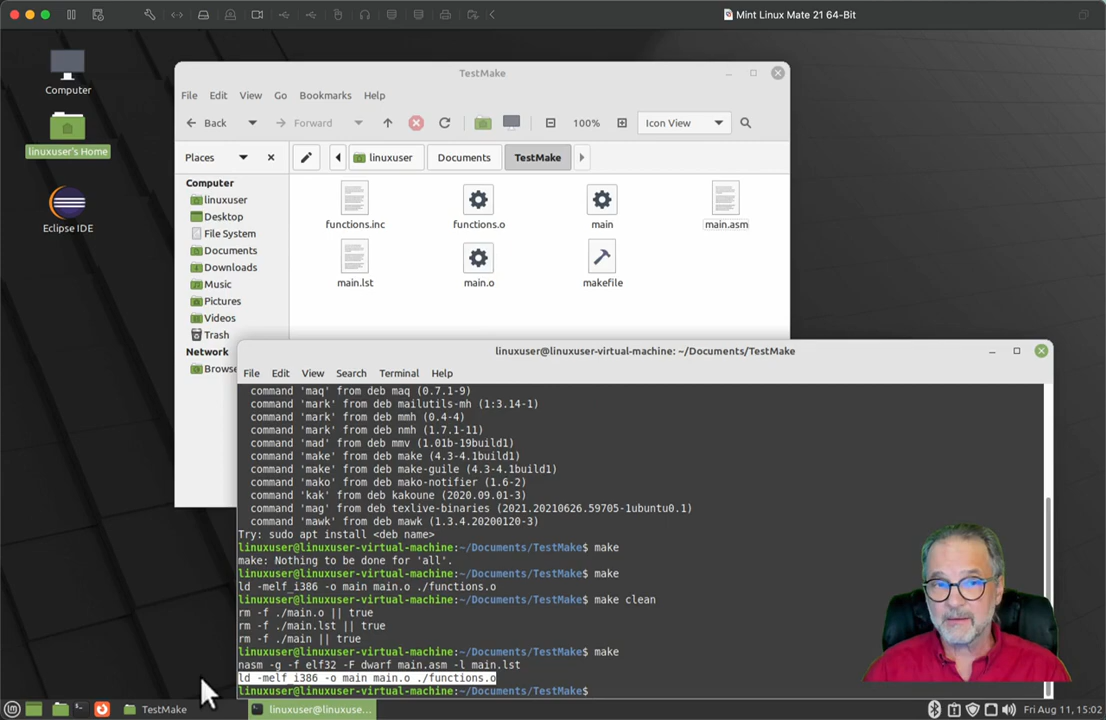 Mint Linux Mate 21 64-Bit
Computer
linuxuser's Home
Eclipse IDE
TestMake
File Edit View Go Bookmarks Help
Back Forward 100% Icon View
Places linuxuser Documents TestMake
Computer
linuxuser
Desktop
File System
Documents
Downloads
Music
Pictures
Videos
Trash
Network
Browse
functions.inc functions.o main main.asm
main.lst main.o makefile
linuxuser@linuxuser-virtual-machine: ~/Documents/TestMake
File Edit View Search Terminal Help
command 'maq' from deb maq (0.7.1-9)
command 'mark' from deb mailutils-mh (1:3.14-1)
command 'mark' from deb mmh (0.4-4)
command 'mark' from deb nmh (1.7.1-11)
command 'mad' from deb mmv (1.01b-19build1)
command 'make' from deb make (4.3-4.1build1)
command 'make' from deb make-guile (4.3-4.1build1)
command 'mako' from deb mako-notifier (1.6-2)
command 'kak' from deb kakoune (2020.09.01-3)
command 'mag' from deb texlive-binaries (2021.20210626.59705-1ubuntu0.1)
command 'mawk' from deb mawk (1.3.4.20200120-3)
Try: sudo apt install <deb name>
linuxuser@linuxuser-virtual-machine:~/Documents/TestMake$ make
make: Nothing to be done for 'all'.
linuxuser@linuxuser-virtual-machine:~/Documents/TestMake$ make
ld -melf_i386 -o main main.o ./functions.o
linuxuser@linuxuser-virtual-machine:~/Documents/TestMake$ make clean
rm -f ./main.o || true
rm -f ./main.lst || true
rm -f ./main || true
linuxuser@linuxuser-virtual-machine:~/Documents/TestMake$ make
nasm -g -f elf32 -F dwarf main.asm -l main.lst
ld -melf_i386 -o main main.o ./functions.o
linuxuser@linuxuser-virtual-machine:~/Documents/TestMake$
TestMake linuxuser@linuxuse... Fri Aug 11, 15:02